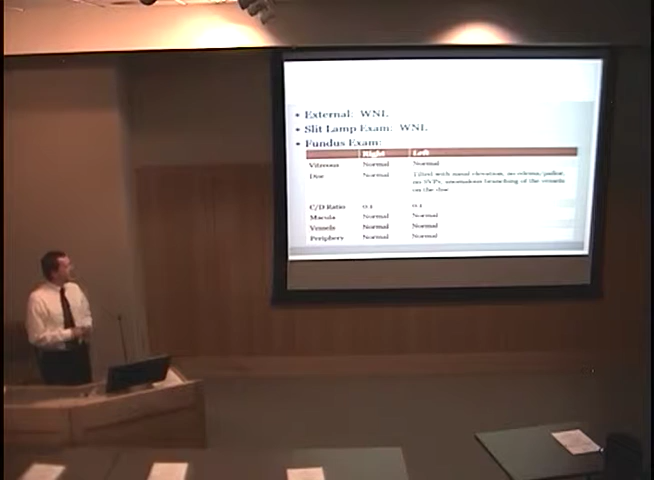 • External: WNL
• Slit Lamp Exam: WNL
• Fundus Exam:
Right Left
Vitreous Normal Normal
Disc Normal Tilted with nasal elevation, no edema/pallor,
no SVPs, anomalous branching of the vessels
on the disc
C/D Ratio 0.1 0.1
Macula Normal Normal
Vessels Normal Normal
Periphery Normal Normal